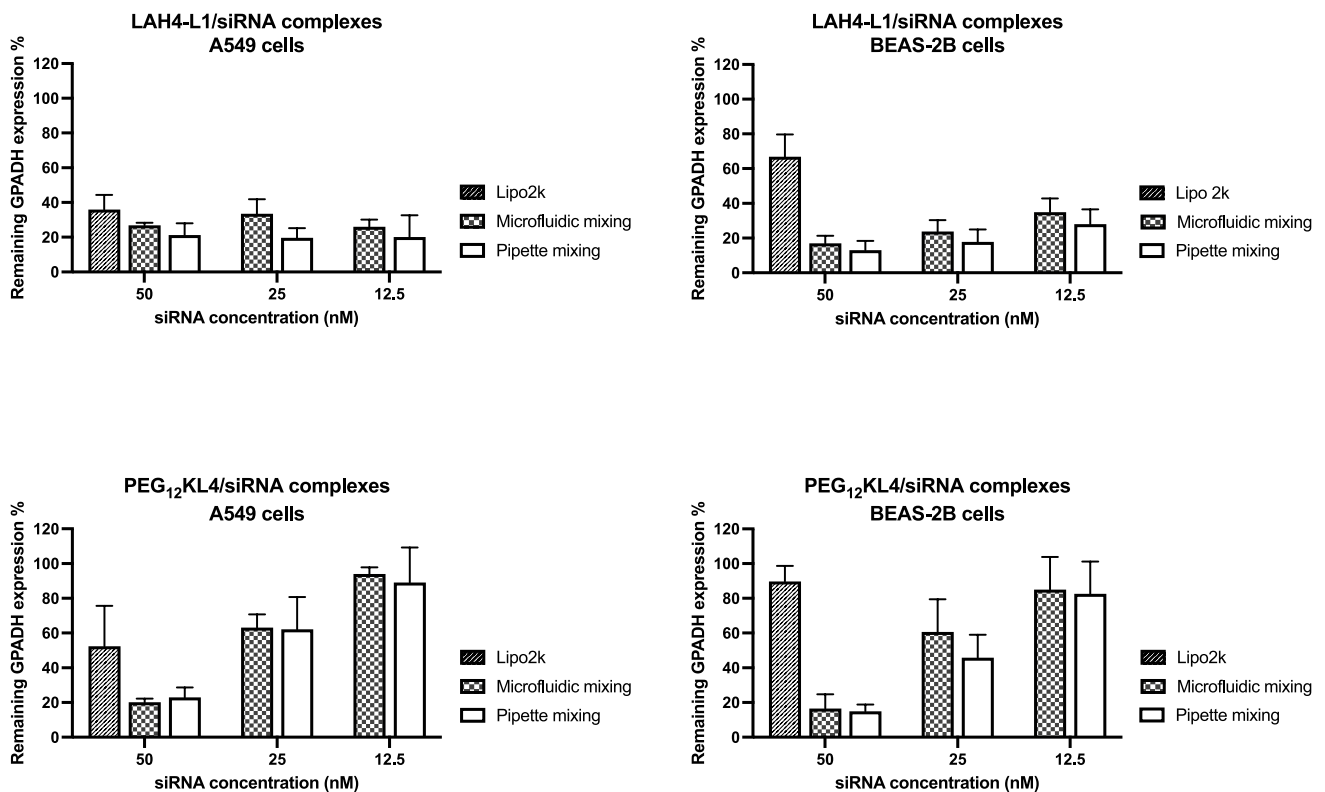 LAH4-L1/siRNA complexes
A549 cells
Remaining GPADH expression %
120
100
80
60
40
20
0
50
25
12.5
siRNA concentration (nM)
Lipo2k
Microfluidic mixing
Pipette mixing
LAH4-L1/siRNA complexes
BEAS-2B cells
Remaining GPADH expression %
120
100
80
60
40
20
0
50
25
12.5
siRNA concentration (nM)
Lipo 2k
Microfluidic mixing
Pipette mixing
PEG₁₂KL4/siRNA complexes
A549 cells
Remaining GPADH expression %
120
100
80
60
40
20
0
50
25
12.5
siRNA concentration (nM)
Lipo2k
Microfluidic mixing
Pipette mixing
PEG₁₂KL4/siRNA complexes
BEAS-2B cells
Remaining GPADH expression %
120
100
80
60
40
20
0
50
25
12.5
siRNA concentration (nM)
Lipo2k
Microfluidic mixing
Pipette mixing